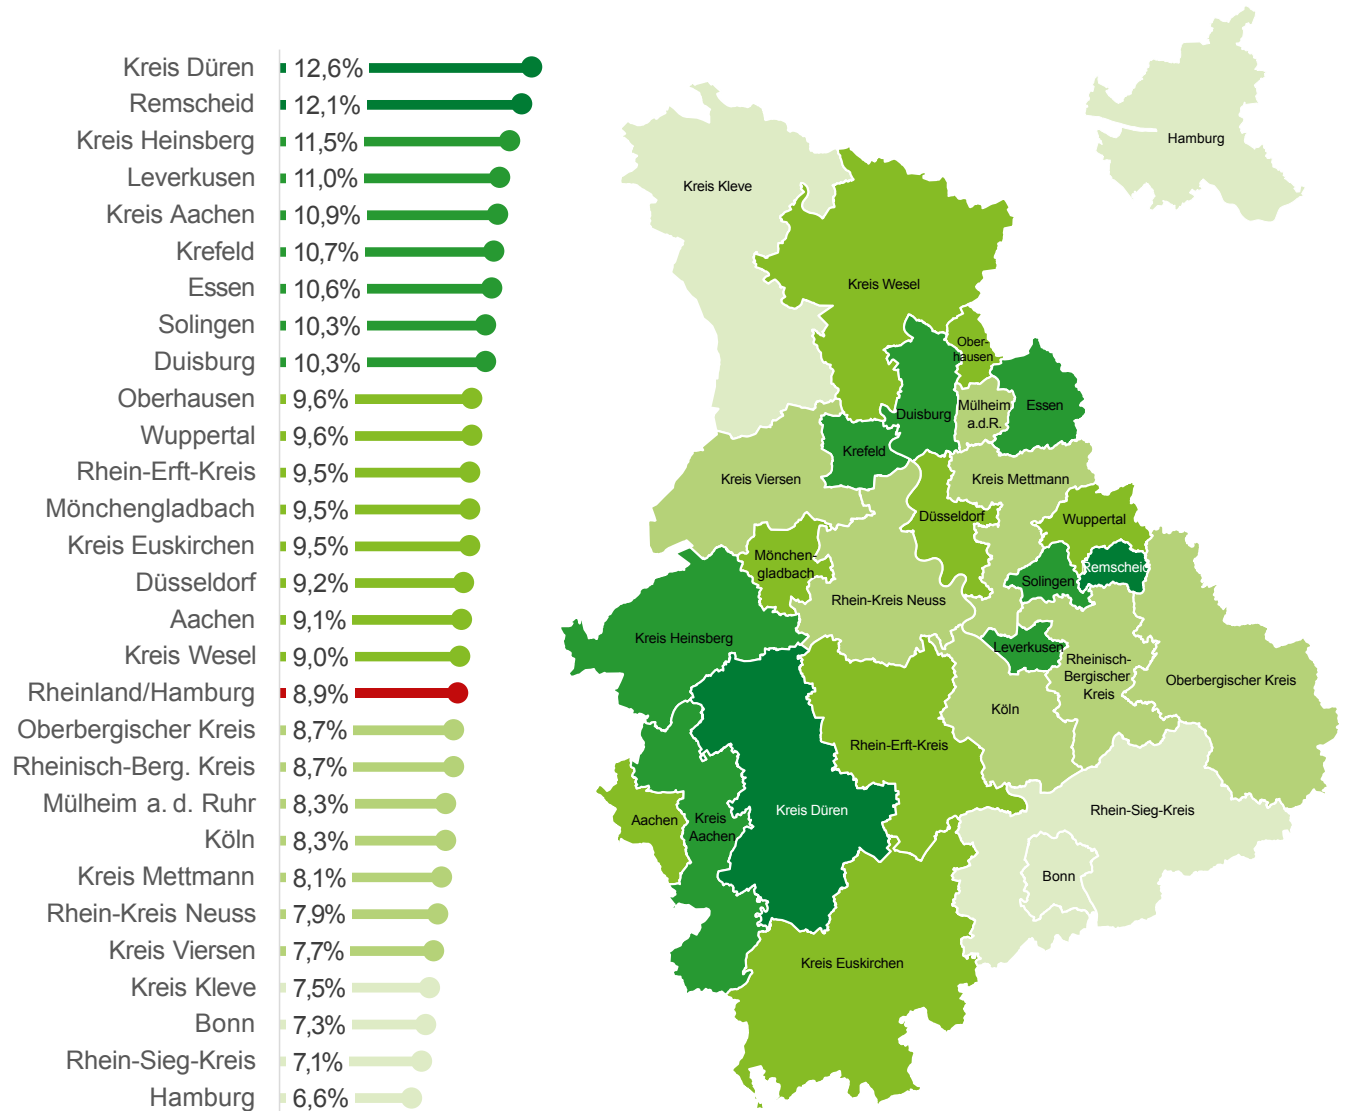 Kreis Düren 12,6%
Remscheid 12,1%
Kreis Heinsberg 11,5%
Leverkusen 11,0%
Kreis Aachen 10,9%
Krefeld 10,7%
Essen 10,6%
Solingen 10,3%
Duisburg 10,3%
Oberhausen 9,6%
Wuppertal 9,6%
Rhein-Erft-Kreis 9,5%
Mönchengladbach 9,5%
Kreis Euskirchen 9,5%
Düsseldorf 9,2%
Aachen 9,1%
Kreis Wesel 9,0%
Rheinland/Hamburg 8,9%
Oberbergischer Kreis 8,7%
Rheinisch-Berg. Kreis 8,7%
Mülheim a. d. Ruhr 8,3%
Köln 8,3%
Kreis Mettmann 8,1%
Rhein-Kreis Neuss 7,9%
Kreis Viersen 7,7%
Kreis Kleve 7,5%
Bonn 7,3%
Rhein-Sieg-Kreis 7,1%
Hamburg 6,6%
Hamburg
Kreis Kleve
Kreis Wesel
Ober-
hausen
Duisburg
Mülheim
a.d.R.
Essen
Krefeld
Kreis Viersen
Kreis Mettmann
Düsseldorf
Wuppertal
Mönchen-
gladbach
Remscheid
Solingen
Rhein-Kreis Neuss
Kreis Heinsberg
Leverkusen
Rheinisch-
Bergischer
Kreis
Oberbergischer Kreis
Köln
Rhein-Erft-Kreis
Kreis Düren
Aachen
Kreis
Aachen
Rhein-Sieg-Kreis
Bonn
Kreis Euskirchen